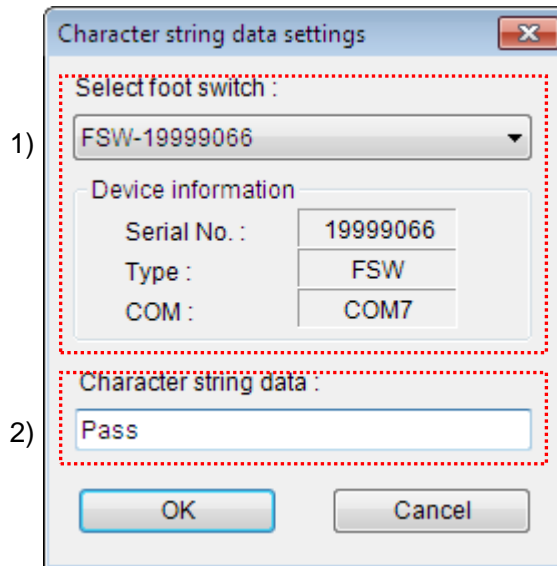 Character string data settings
1)
Select foot switch :
FSW-19999066
Device information
Serial No. : 19999066
Type : FSW
COM : COM7
2)
Character string data :
Pass
OK Cancel